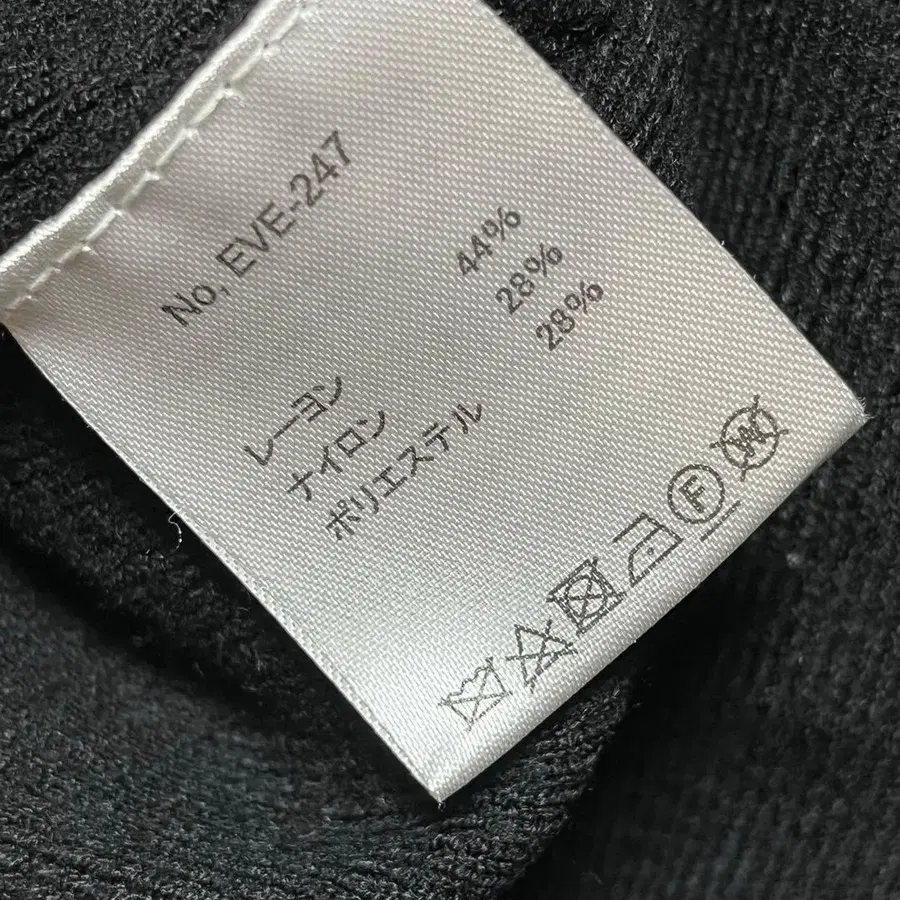 No, EVE-247
レーヨン 44%
ナイロン 28%
ポリエステル 28%
F
W